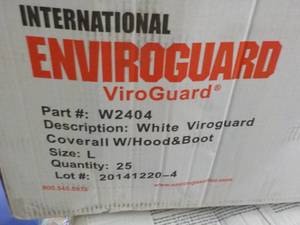 INTERNATIONAL
ENVIROGUARD
ViroGuard®
Part #: W2404
Description: White Viroguard
Coverall W/Hood&Boot
Size: L
Quantity: 25
Lot #: 20141220-4